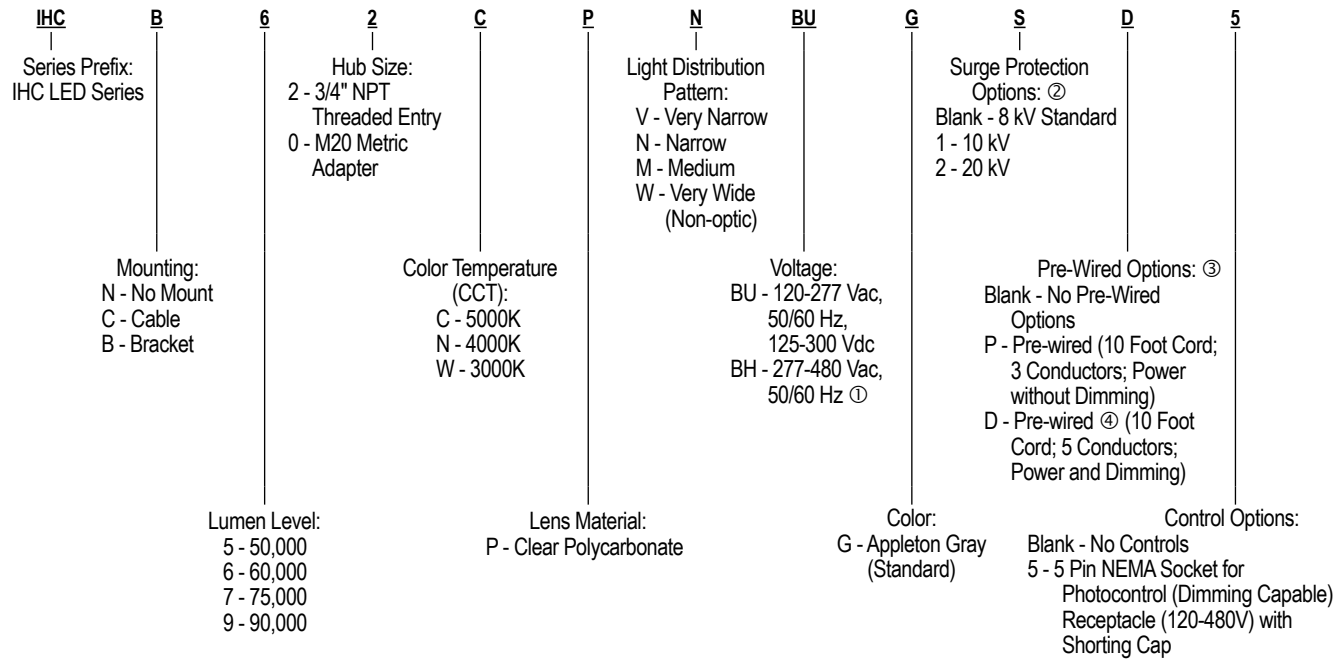 IHC B 6 2 C P N BU G S D 5
Series Prefix:
IHC LED Series
Hub Size:
2 - 3/4" NPT
Threaded Entry
0 - M20 Metric
Adapter
Light Distribution
Pattern:
V - Very Narrow
N - Narrow
M - Medium
W - Very Wide
(Non-optic)
Surge Protection
Options: ②
Blank - 8 kV Standard
1 - 10 kV
2 - 20 kV
Mounting:
N - No Mount
C - Cable
B - Bracket
Color Temperature
(CCT):
C - 5000K
N - 4000K
W - 3000K
Voltage:
BU - 120-277 Vac,
50/60 Hz,
125-300 Vdc
BH - 277-480 Vac,
50/60 Hz ①
Pre-Wired Options: ③
Blank - No Pre-Wired
Options
P - Pre-wired (10 Foot Cord;
3 Conductors; Power
without Dimming)
D - Pre-wired ④ (10 Foot
Cord; 5 Conductors;
Power and Dimming)
Lumen Level:
5 - 50,000
6 - 60,000
7 - 75,000
9 - 90,000
Lens Material:
P - Clear Polycarbonate
Color:
G - Appleton Gray
(Standard)
Control Options:
Blank - No Controls
5 - 5 Pin NEMA Socket for
Photocontrol (Dimming Capable)
Receptacle (120-480V) with
Shorting Cap